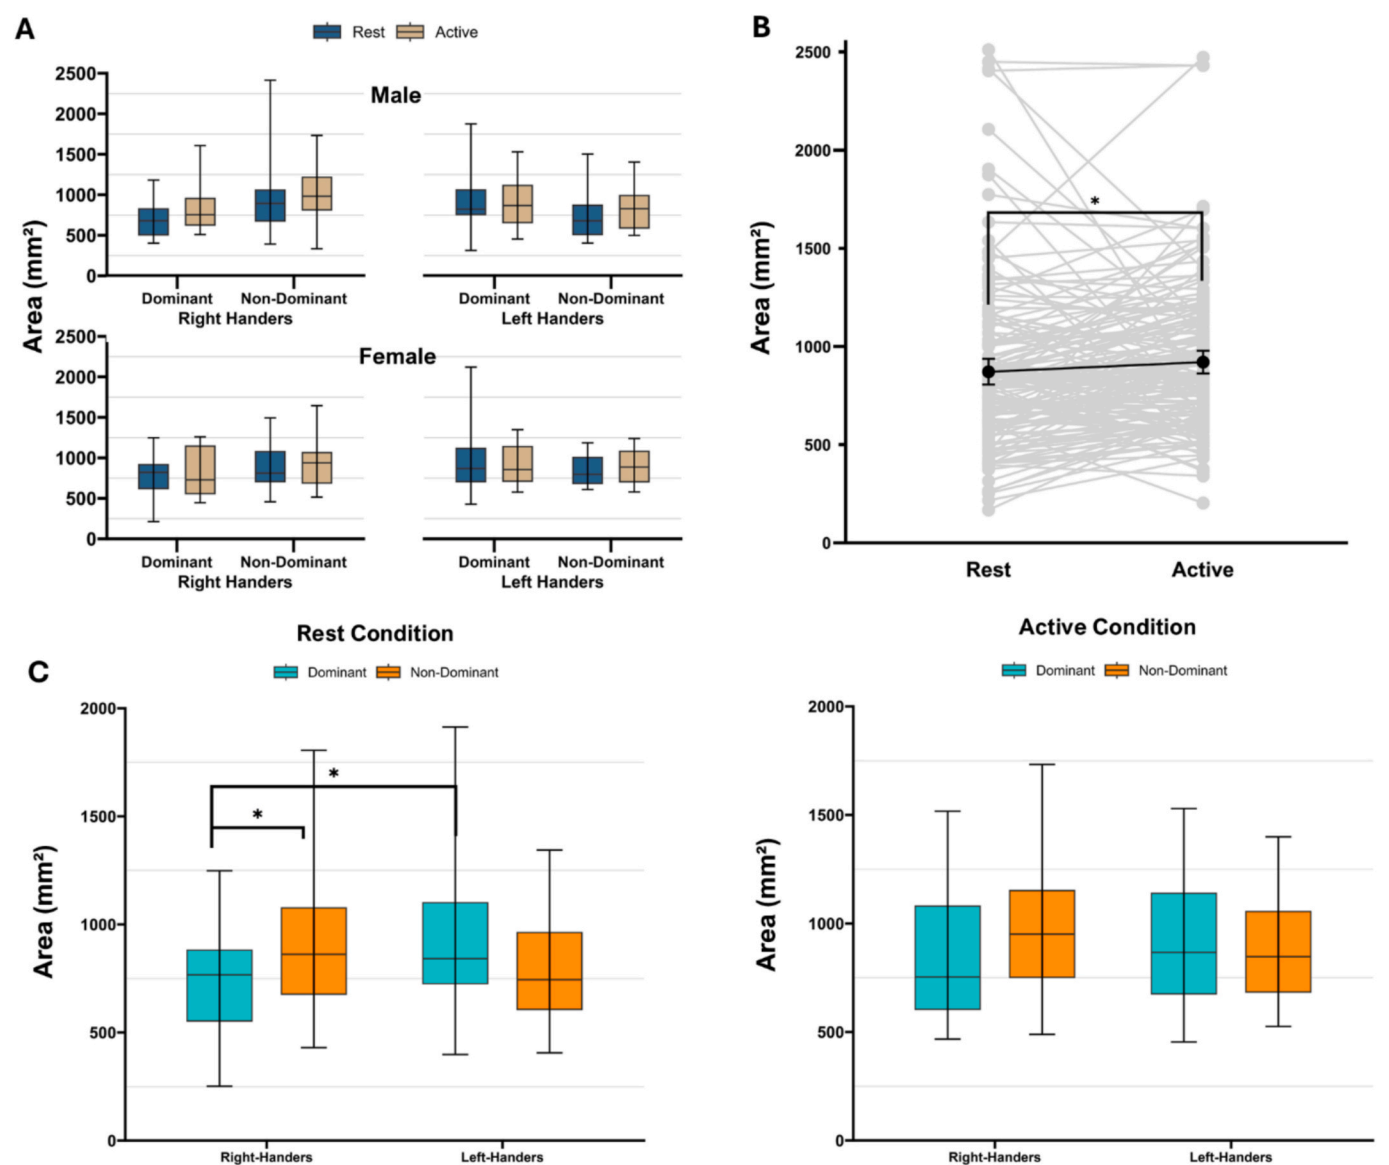 A
Rest Active
Male
Area (mm²)
2500
2000
1500
1000
500
0
Dominant Non-Dominant
Right Handers
Dominant Non-Dominant
Left Handers
Female
2500
2000
1500
1000
500
0
Dominant Non-Dominant
Right Handers
Dominant Non-Dominant
Left Handers
B
Area (mm²)
2500
2000
1500
1000
500
0
*
Rest Active
C
Rest Condition
Dominant Non-Dominant
Area (mm²)
2000
1500
1000
500
0
*
*
Right-Handers Left-Handers
Active Condition
Dominant Non-Dominant
Area (mm²)
2000
1500
1000
500
0
Right-Handers Left-Handers